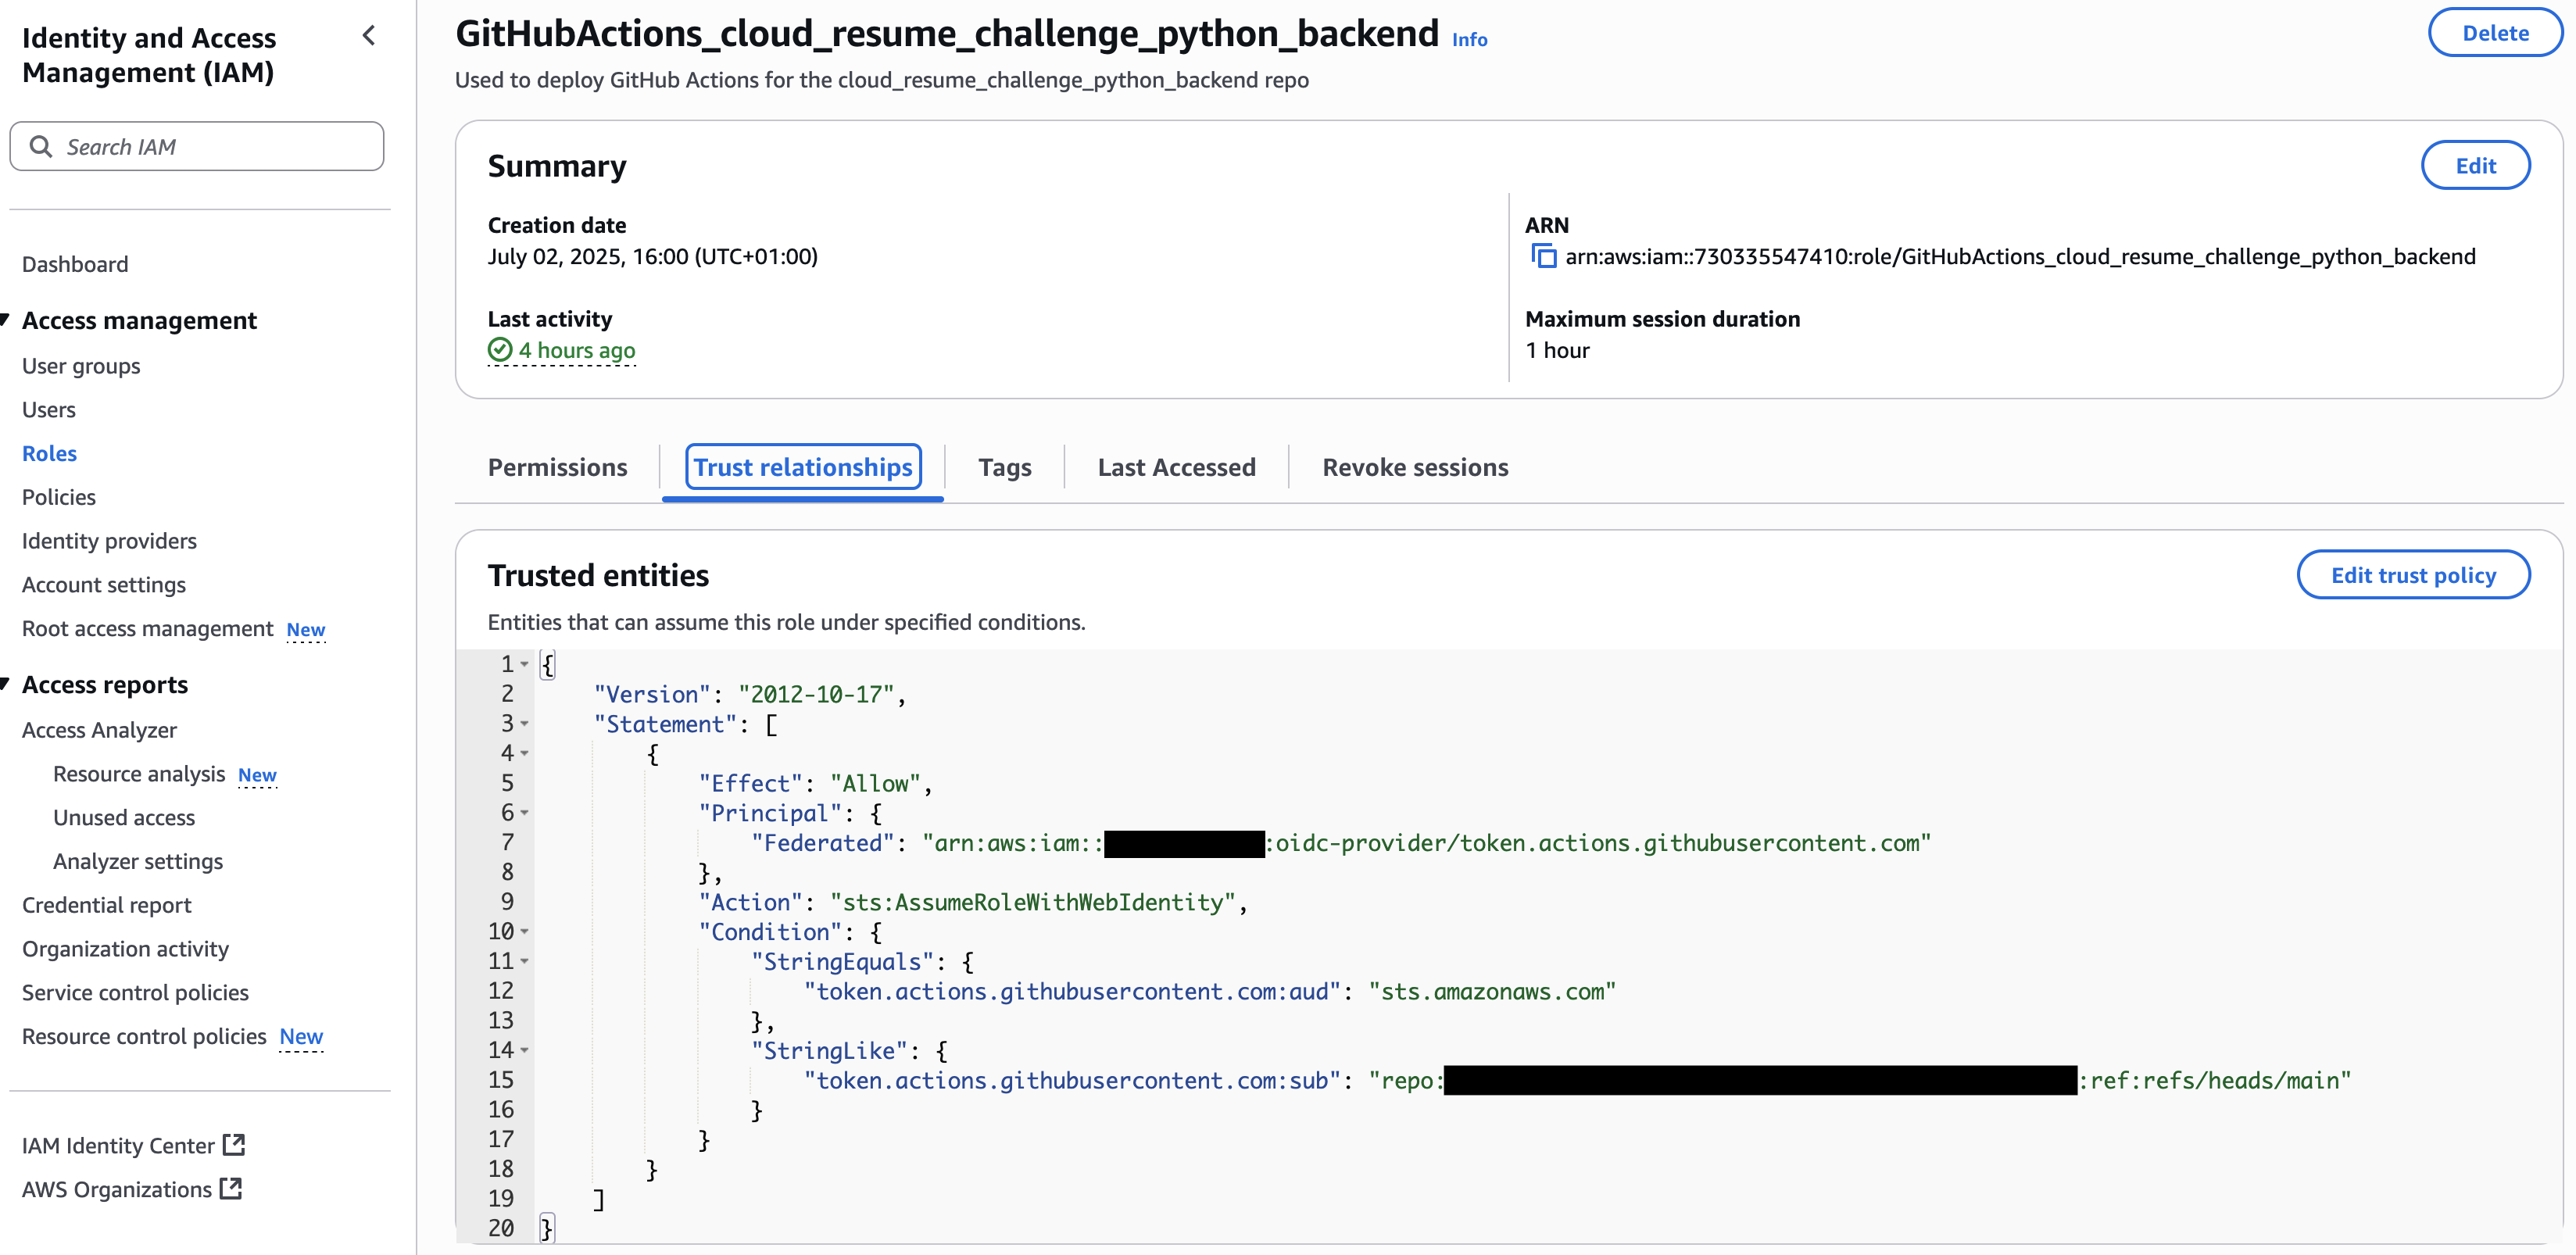 Identity and Access
Management (IAM)
Search IAM
Dashboard
Access management
User groups
Users
Roles
Policies
Identity providers
Account settings
Root access management New
Access reports
Access Analyzer
Resource analysis New
Unused access
Analyzer settings
Credential report
Organization activity
Service control policies
Resource control policies New
IAM Identity Center
AWS Organizations
GitHubActions_cloud_resume_challenge_python_backend Info
Delete
Used to deploy GitHub Actions for the cloud_resume_challenge_python_backend repo
Summary
Edit
Creation date
July 02, 2025, 16:00 (UTC+01:00)
ARN
arn:aws:iam::730335547410:role/GitHubActions_cloud_resume_challenge_python_backend
Last activity
4 hours ago
Maximum session duration
1 hour
Permissions
Trust relationships
Tags
Last Accessed
Revoke sessions
Trusted entities
Edit trust policy
Entities that can assume this role under specified conditions.
1 {
2 "Version": "2012-10-17",
3 "Statement": [
4 {
5 "Effect": "Allow",
6 "Principal": {
7 "Federated": "arn:aws:iam:: :oidc-provider/token.actions.githubusercontent.com"
8 },
9 "Action": "sts:AssumeRoleWithWebIdentity",
10 "Condition": {
11 "StringEquals": {
12 "token.actions.githubusercontent.com:aud": "sts.amazonaws.com"
13 },
14 "StringLike": {
15 "token.actions.githubusercontent.com:sub": "repo: :ref:refs/heads/main"
16 }
17 }
18 }
19 ]
20 }